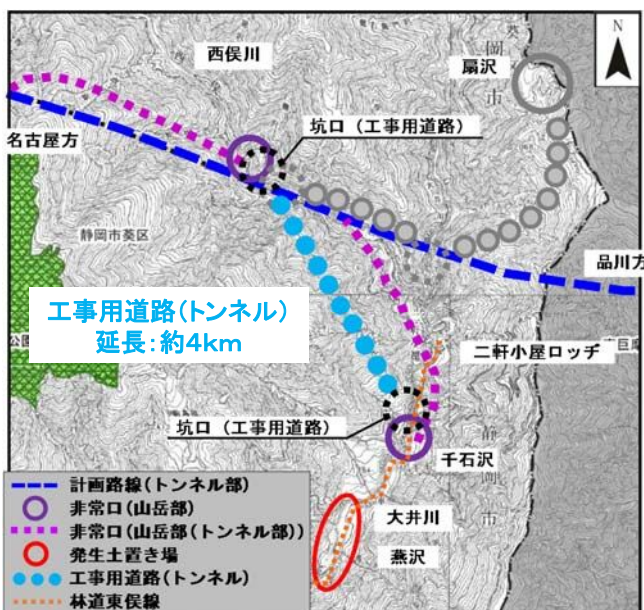 西俣川
扇沢
N
坑口（工事用道路）
名古屋方
静岡市葵区
品川方
工事用道路(トンネル)
延長：約4km
二軒小屋ロッヂ
坑口（工事用道路）
千石沢
静岡市
大井川
燕沢
計画路線(トンネル部)
非常口(山岳部)
非常口(山岳部(トンネル部))
発生土置き場
工事用道路(トンネル)
林道東俣線